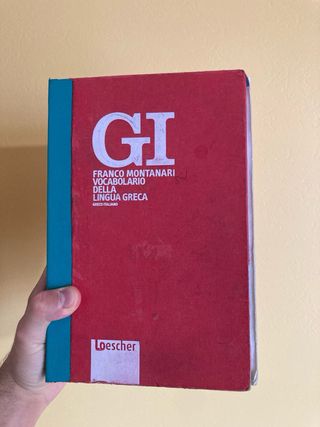 GI
FRANCO MONTANARI
VOCABOLARIO
DELLA
LINGUA GRECA
GRECO ITALIANO
Loescher